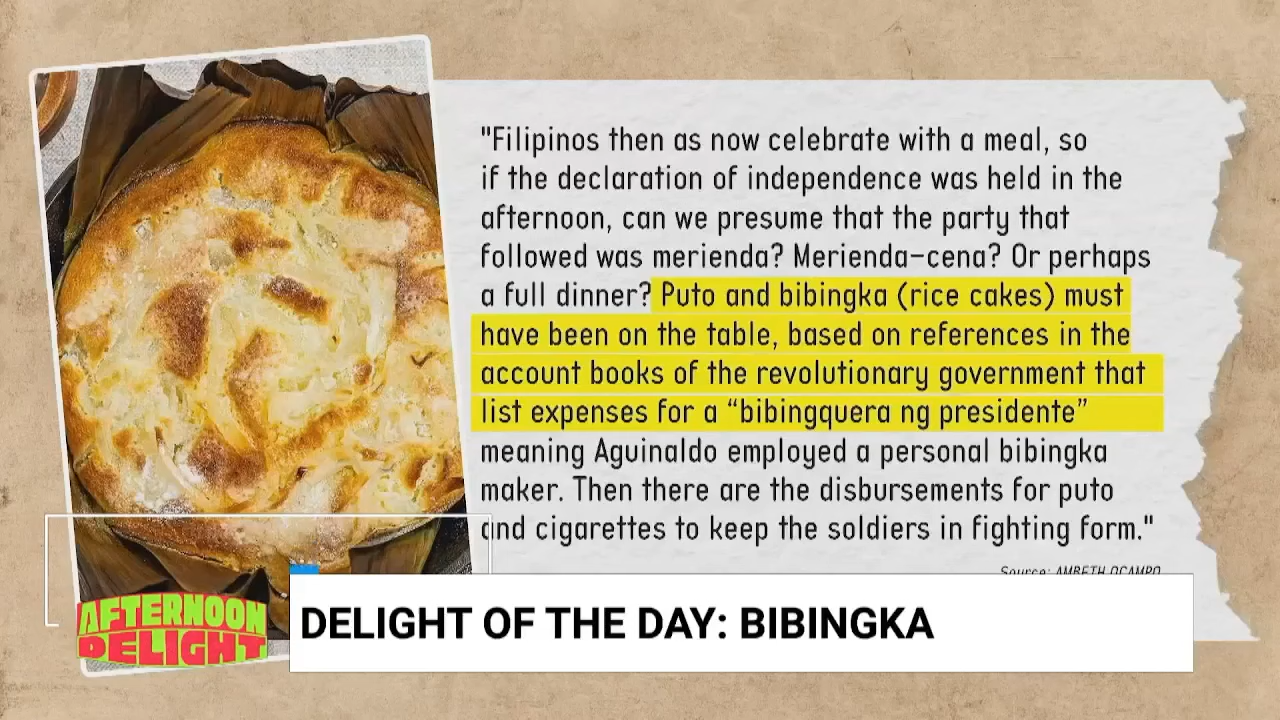 "Filipinos then as now celebrate with a meal, so
if the declaration of independence was held in the
afternoon, can we presume that the party that
followed was merienda? Merienda-cena? Or perhaps
a full dinner? Puto and bibingka (rice cakes) must
have been on the table, based on references in the
account books of the revolutionary government that
list expenses for a “bibingquera ng presidente”
meaning Aguinaldo employed a personal bibingka
maker. Then there are the disbursements for puto
and cigarettes to keep the soldiers in fighting form."
Source: AMBETH OCAMPO
AFTERNOON
DELIGHT
DELIGHT OF THE DAY: BIBINGKA